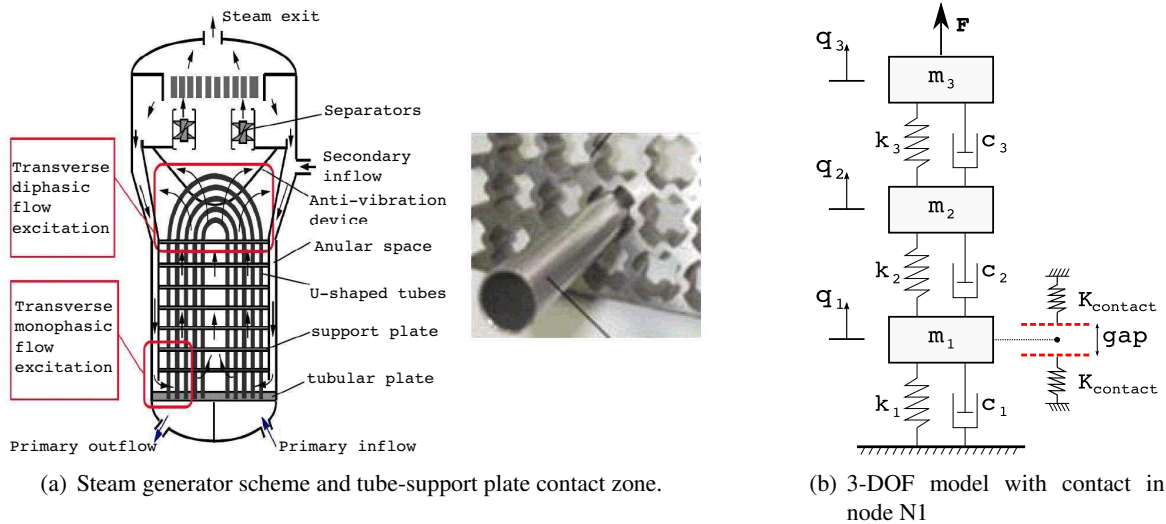 Steam exit
Separators
Secondary
inflow
Anti-vibration
device
Anular space
U-shaped tubes
support plate
tubular plate
Transverse
diphasic
flow
excitation
Transverse
monophasic
flow
excitation
Primary outflow
Primary inflow
(a) Steam generator scheme and tube-support plate contact zone.
F
q3
m3
k3
c3
q2
m2
k2
c2
q1
m1
Kcontact
gap
Kcontact
k1
c1
(b) 3-DOF model with contact in
node N1